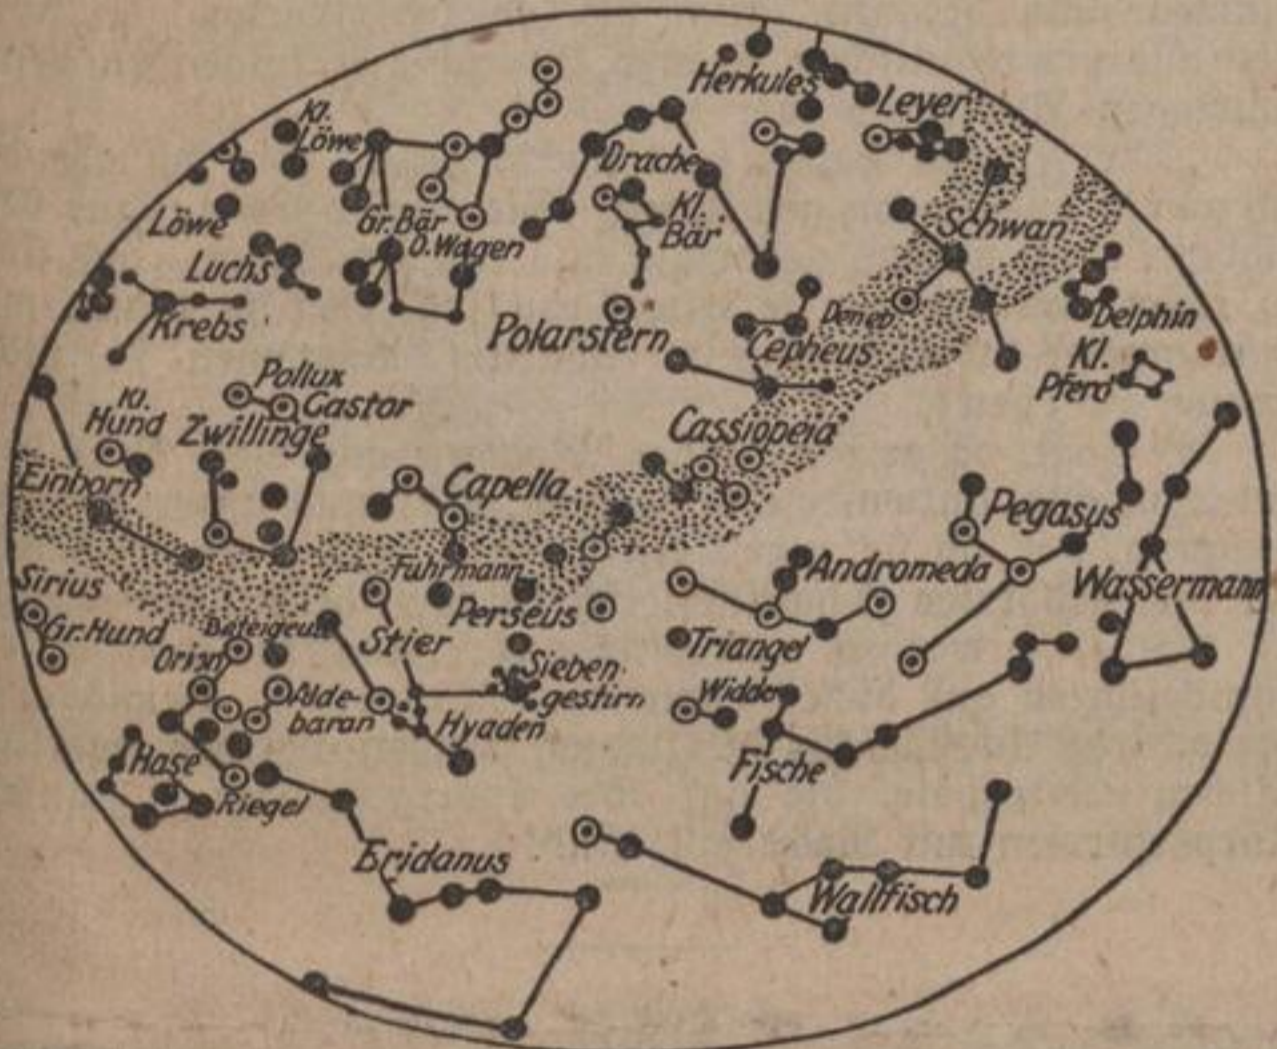 Herkules
Leyer
Kl.
Löwe
Drache
Kl.
Bär
Gr. Bär
D. Wagen
Löwe
Schwan
Luchs
Krebs
Polarstern
Deneb
Cepheus
Delphin
Kl.
Pferd
Pollux
Castor
Kl.
Hund
Zwillinge
Cassiopeia
Einhorn
Capella
Pegasus
Sirius
Fuhrmann
Andromeda
Wassermann
Gr. Hund
Beteigeuze
Stier
Perseus
Orion
Triangel
Sieben-
gestirn
Alde-
baran
Widder
Hyaden
Hase
Riegel
Fische
Eridanus
Wallfisch